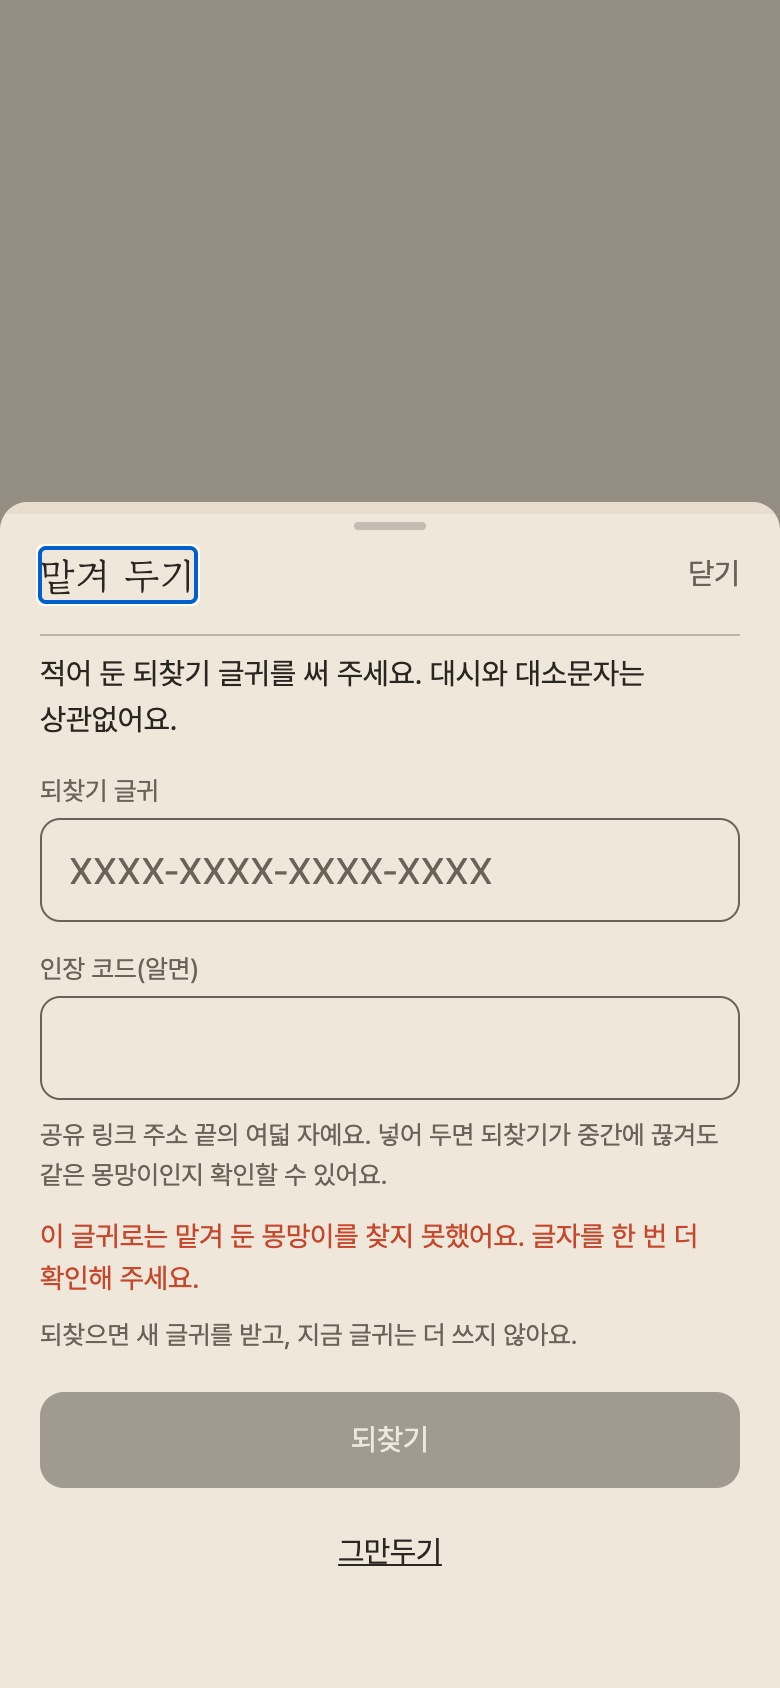 맡겨 두기
닫기
적어 둔 되찾기 글귀를 써 주세요. 대시와 대소문자는
상관없어요.
되찾기 글귀
XXXX-XXXX-XXXX-XXXX
인장 코드(알면)
공유 링크 주소 끝의 여덟 자예요. 넣어 두면 되찾기가 중간에 끊겨도
같은 몽망이인지 확인할 수 있어요.
이 글귀로는 맡겨 둔 몽망이를 찾지 못했어요. 글자를 한 번 더
확인해 주세요.
되찾으면 새 글귀를 받고, 지금 글귀는 더 쓰지 않아요.
되찾기
그만두기